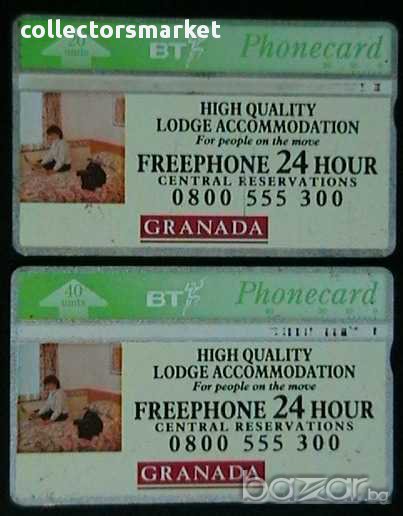 collectorsmarket
20 units
BT Phonecard
HIGH QUALITY
LODGE ACCOMMODATION
For people on the move
FREEPHONE 24 HOUR
CENTRAL RESERVATIONS
0800 555 300
GRANADA
40 units
BT Phonecard
HIGH QUALITY
LODGE ACCOMMODATION
For people on the move
FREEPHONE 24 HOUR
CENTRAL RESERVATIONS
0800 555 300
GRANADA
bazar.bg